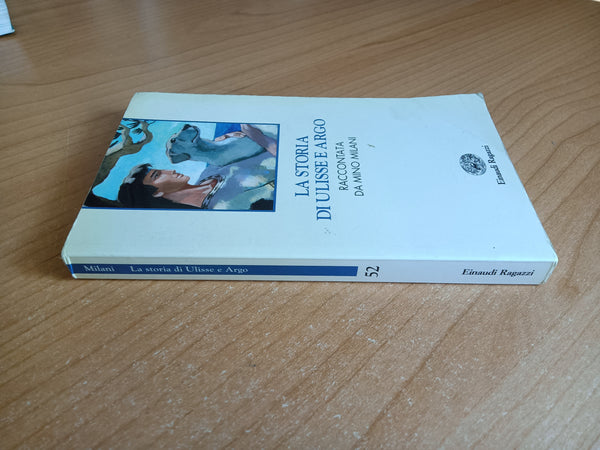 LA STORIA
DI ULISSE E ARGO
RACCONTATA
DA MINO MILANI
Einaudi Ragazzi
Milani La storia di Ulisse e Argo 52 Einaudi Ragazzi